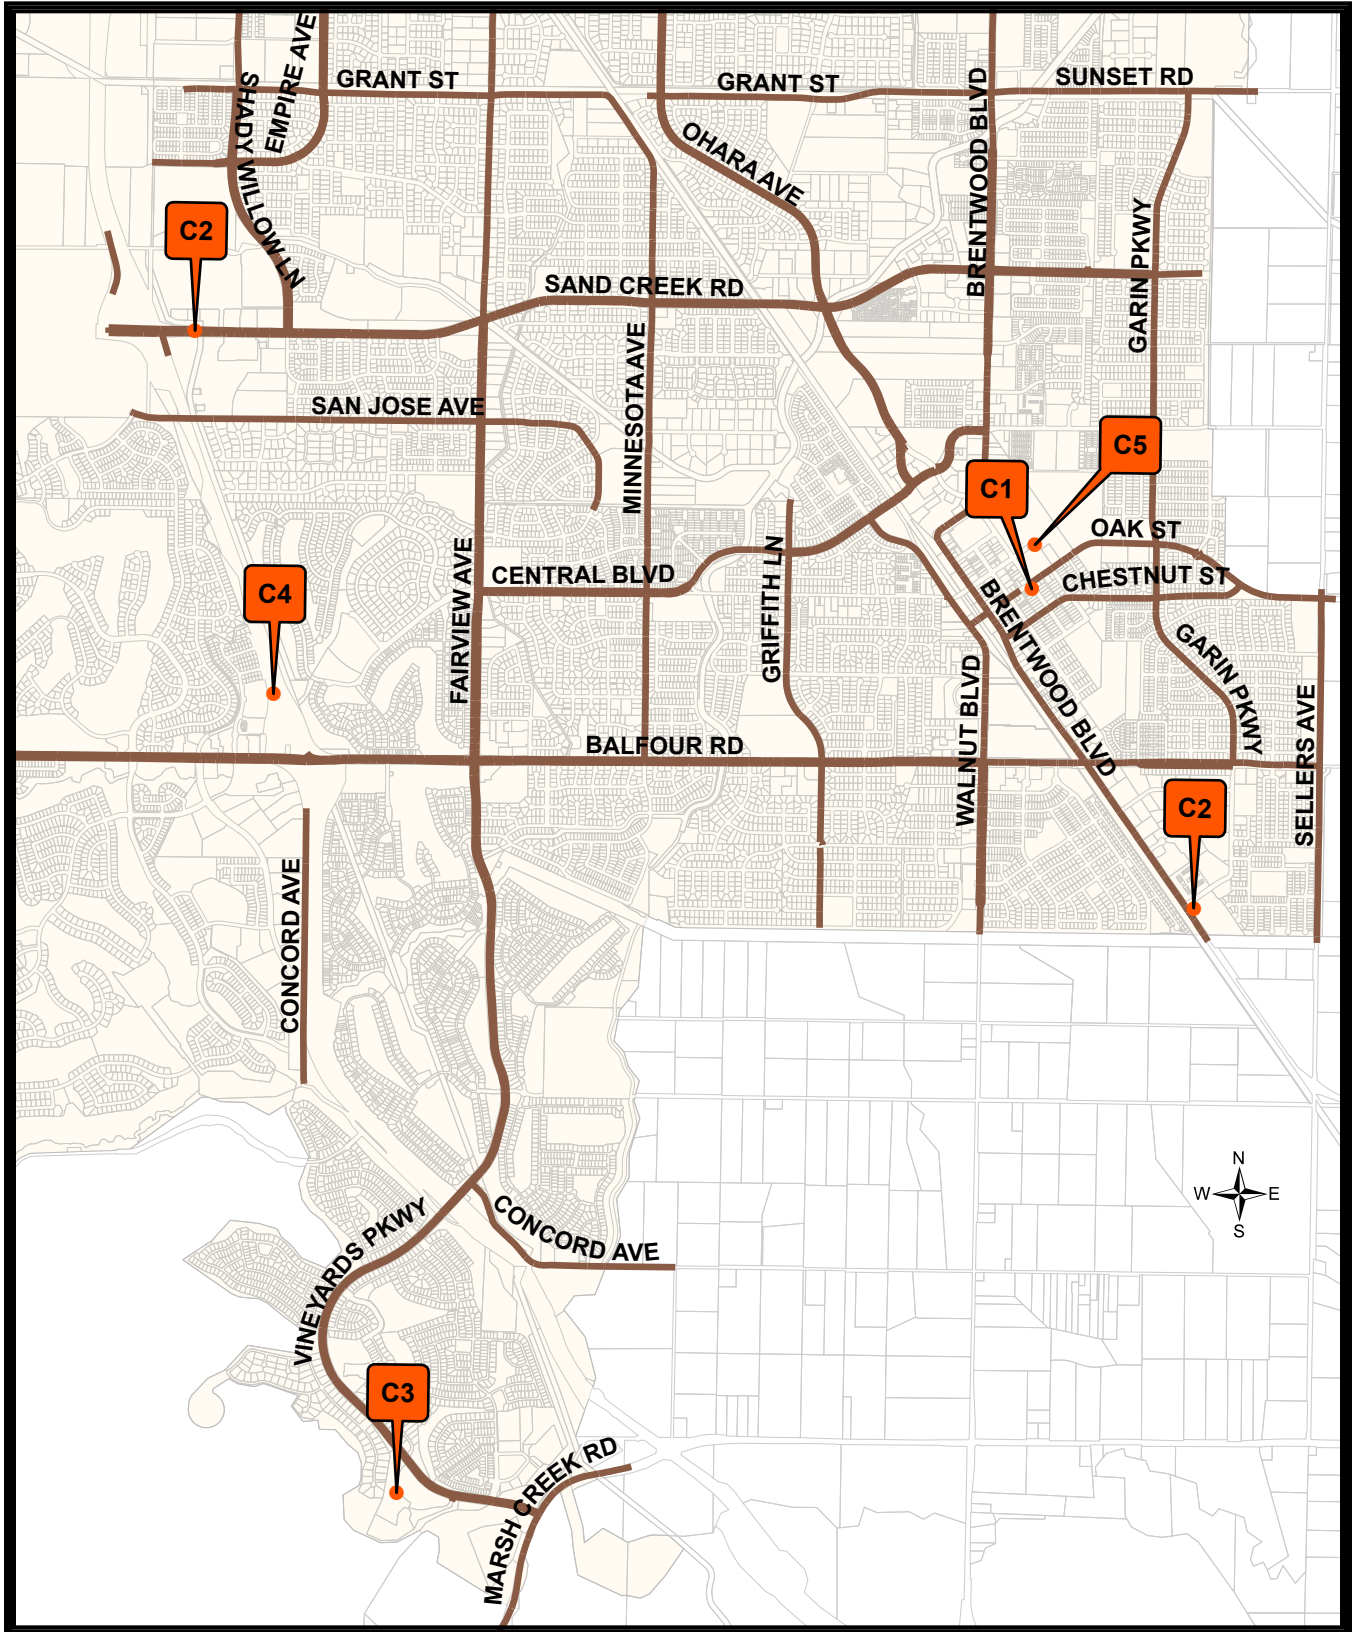 GRANT ST
GRANT ST
SUNSET RD
SHADY WILLOW LN
EMPIRE AVE
OHARA AVE
BRENTWOOD BLVD
GARIN PKWY
C2
SAND CREEK RD
MINNESOTA AVE
SAN JOSE AVE
C5
C1
OAK ST
CHESTNUT ST
CENTRAL BLVD
FAIRVIEW AVE
GRIFFITH LN
C4
BRENTWOOD BLVD
GARIN PKWY
WALNUT BLVD
SELLERS AVE
BALFOUR RD
C2
CONCORD AVE
N
W E
S
VINEYARDS PKWY
CONCORD AVE
C3
MARSH CREEK RD